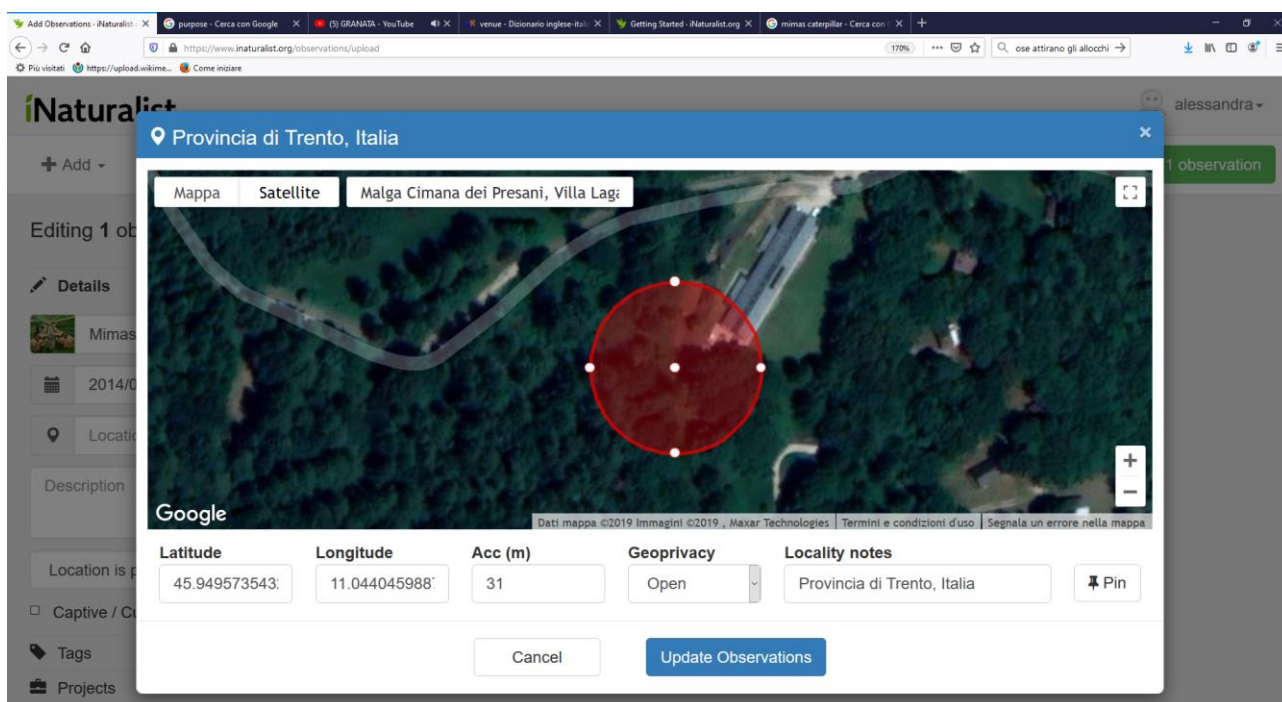 Add Observations · iNaturalist.
purpose - Cerca con Google
(5) GRANATA - YouTube
venue - Dizionario inglese-itali
Getting Started · iNaturalist.org
mimas caterpillar - Cerca con
https://www.inaturalist.org/observations/upload
170%
ose attirano gli allocchi
Più visitati
https://upload.wikime...
Come iniziare
iNaturalist
alessandra
Provincia di Trento, Italia
Add
1 observation
Mappa
Satellite
Malga Cimana dei Presani, Villa Laga
Editing 1 ob
Details
Mimas
2014/0
Locatio
Description
Google
Dati mappa ©2019 Immagini ©2019 , Maxar Technologies
Termini e condizioni d'uso
Segnala un errore nella mappa
Latitude
Longitude
Acc (m)
Geoprivacy
Locality notes
Location is p
45.949573543
11.044045988
31
Open
Provincia di Trento, Italia
Pin
Captive / Cu
Tags
Cancel
Update Observations
Projects